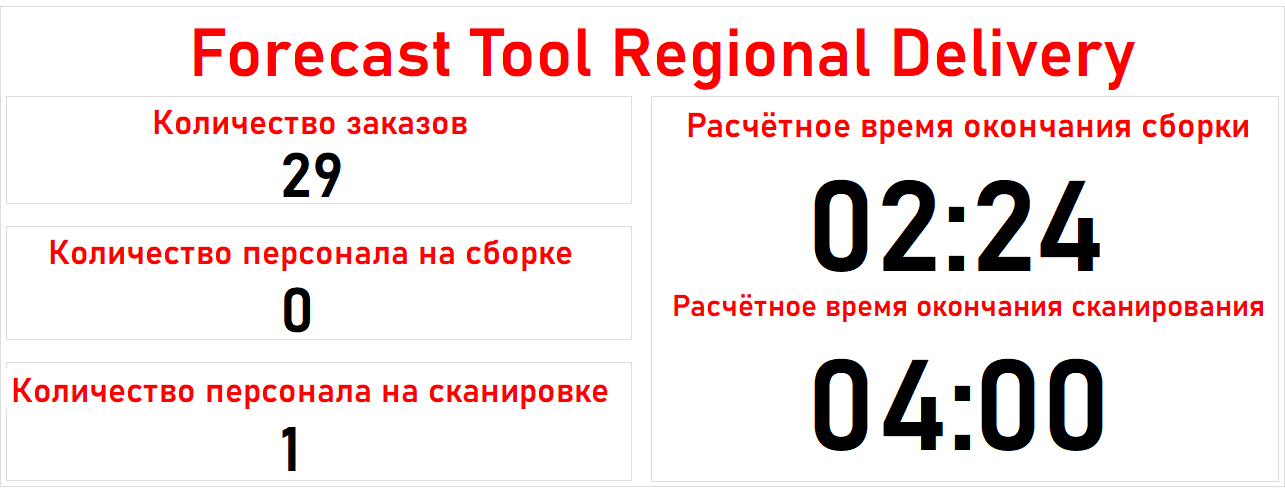 Forecast Tool Regional Delivery
Количество заказов
29
Количество персонала на сборке
0
Количество персонала на сканировке
1
Расчётное время окончания сборки
02:24
Расчётное время окончания сканирования
04:00